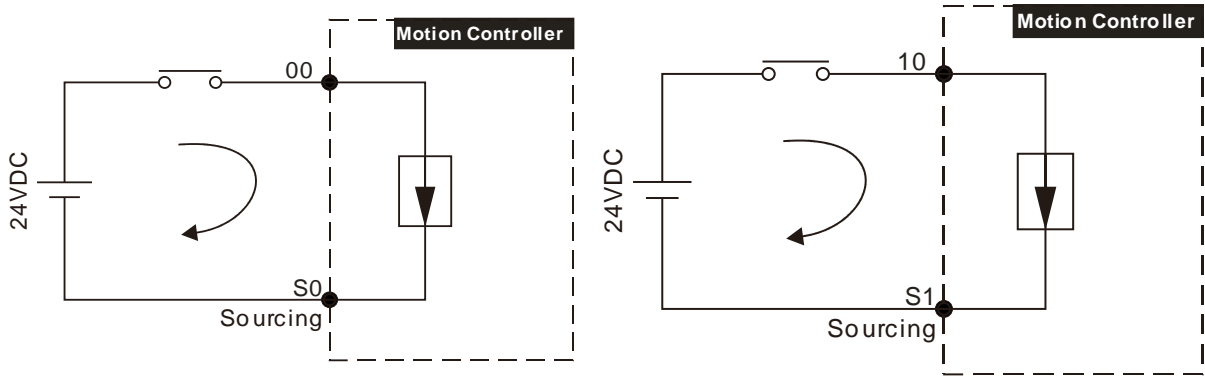 Motion Controller
00
24VDC
S0
Sourcing
Motion Controller
10
24VDC
S1
Sourcing